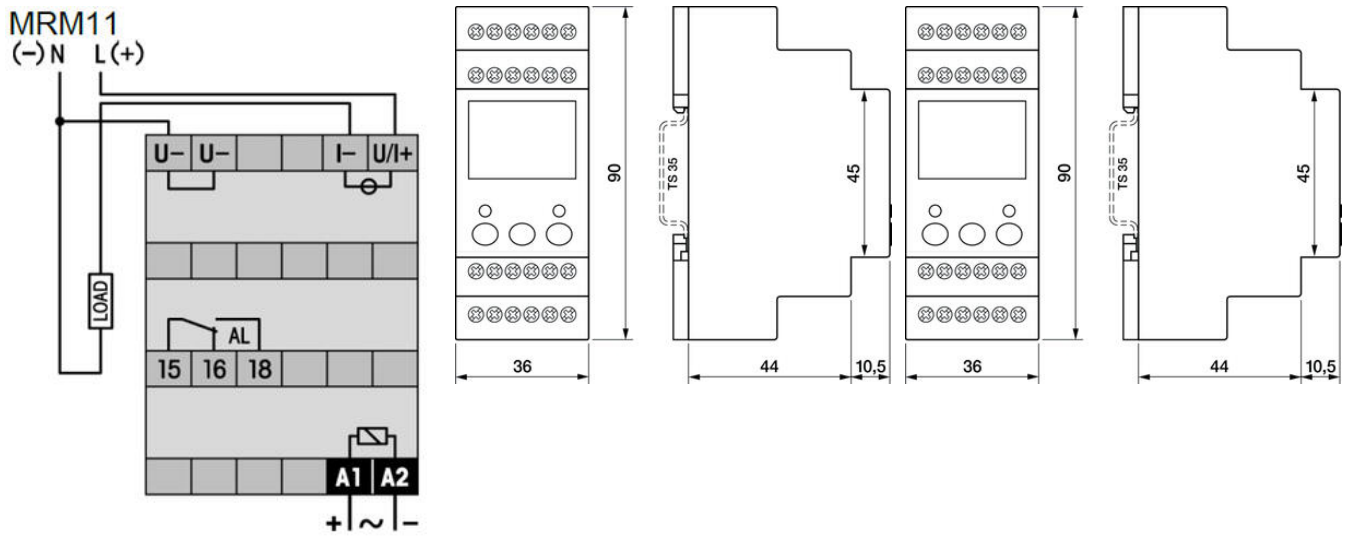 MRM11
(–) N L (+)
U– U– I– U/I+
LOAD
AL
15 16 18
A1 A2
+ ~ –
90
36
TS 35
45
44 10,5
90
36
TS 35
45
44 10,5